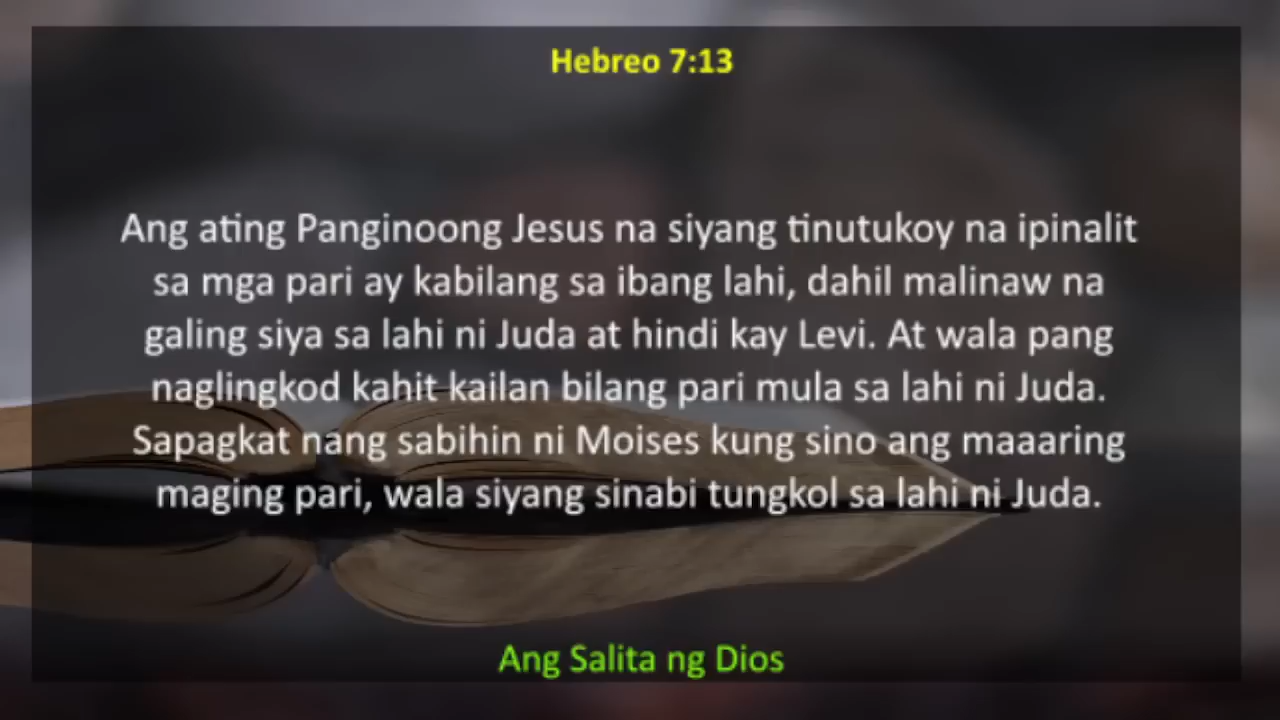 Hebreo 7:13
Ang ating Panginoong Jesus na siyang tinutukoy na ipinalit
sa mga pari ay kabilang sa ibang lahi, dahil malinaw na
galing siya sa lahi ni Juda at hindi kay Levi. At wala pang
naglingkod kahit kailan bilang pari mula sa lahi ni Juda.
Sapagkat nang sabihin ni Moises kung sino ang maaaring
maging pari, wala siyang sinabi tungkol sa lahi ni Juda.
Ang Salita ng Dios